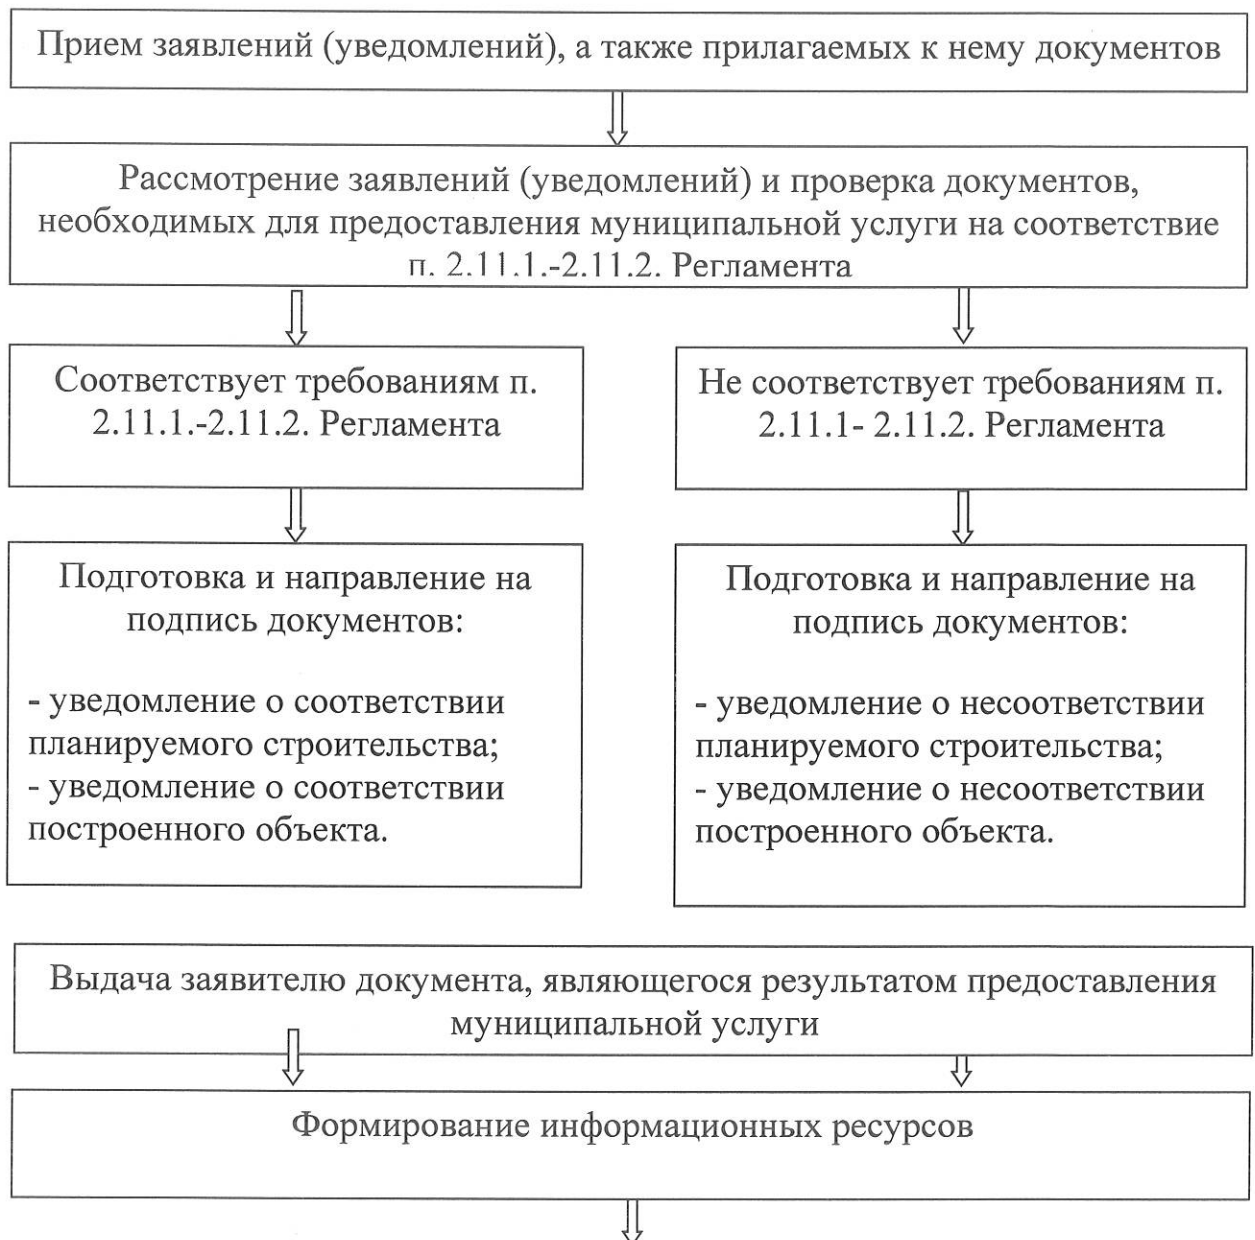 Прием заявлений (уведомлений), а также прилагаемых к нему документов
Рассмотрение заявлений (уведомлений) и проверка документов,
необходимых для предоставления муниципальной услуги на соответствие
п. 2.11.1.-2.11.2. Регламента
Соответствует требованиям п.
2.11.1.-2.11.2. Регламента
Не соответствует требованиям п.
2.11.1- 2.11.2. Регламента
Подготовка и направление на
подпись документов:
- уведомление о соответствии
планируемого строительства;
- уведомление о соответствии
построенного объекта.
Подготовка и направление на
подпись документов:
- уведомление о несоответствии
планируемого строительства;
- уведомление о несоответствии
построенного объекта.
Выдача заявителю документа, являющегося результатом предоставления
муниципальной услуги
Формирование информационных ресурсов